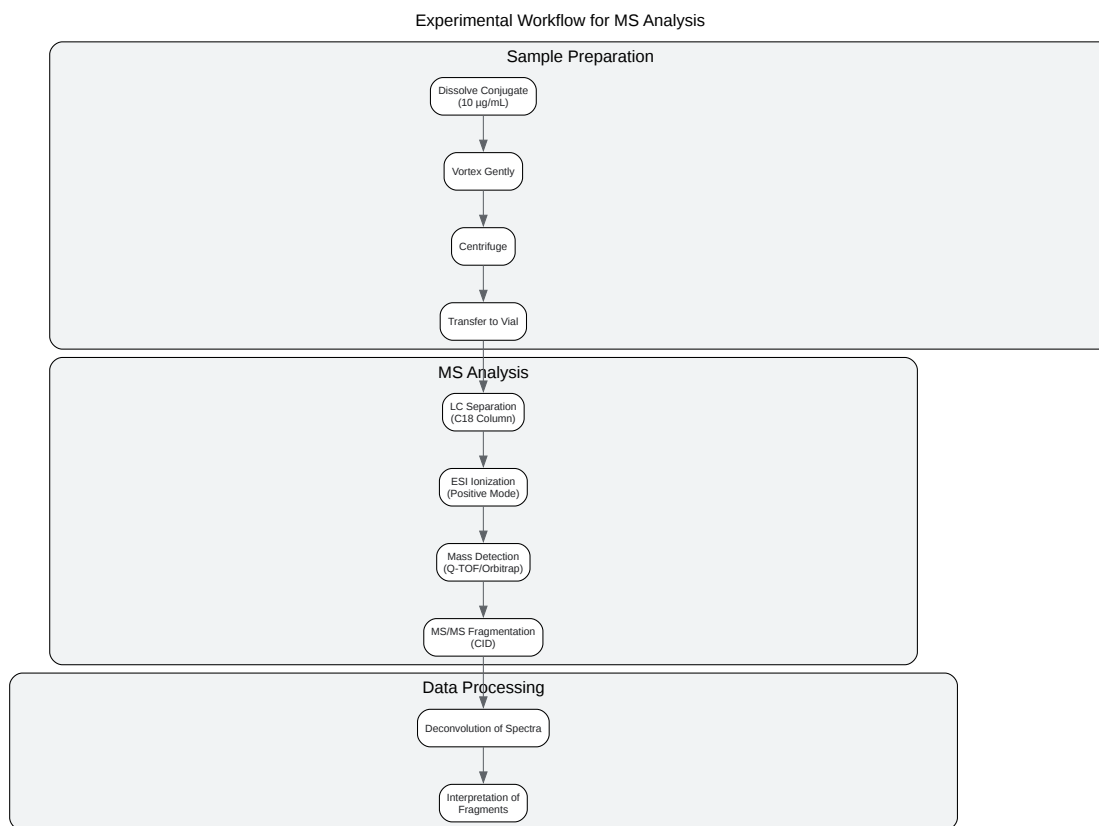 Experimental Workflow for MS Analysis
Sample Preparation
Dissolve Conjugate
(10 µg/mL)
Vortex Gently
Centrifuge
Transfer to Vial
MS Analysis
LC Separation
(C18 Column)
ESI Ionization
(Positive Mode)
Mass Detection
(Q-TOF/Orbitrap)
MS/MS Fragmentation
(CID)
Data Processing
Deconvolution of Spectra
Interpretation of
Fragments